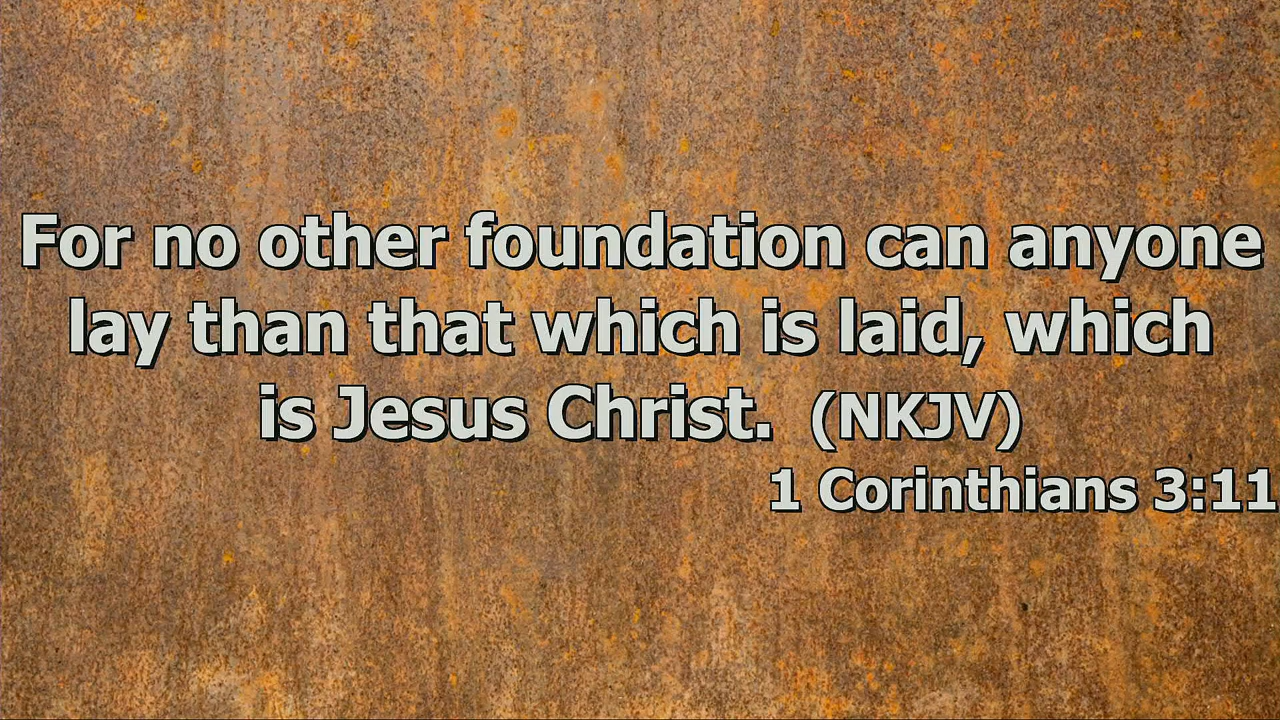 For no other foundation can anyone
lay than that which is laid, which
is Jesus Christ. (NKJV)
1 Corinthians 3:11